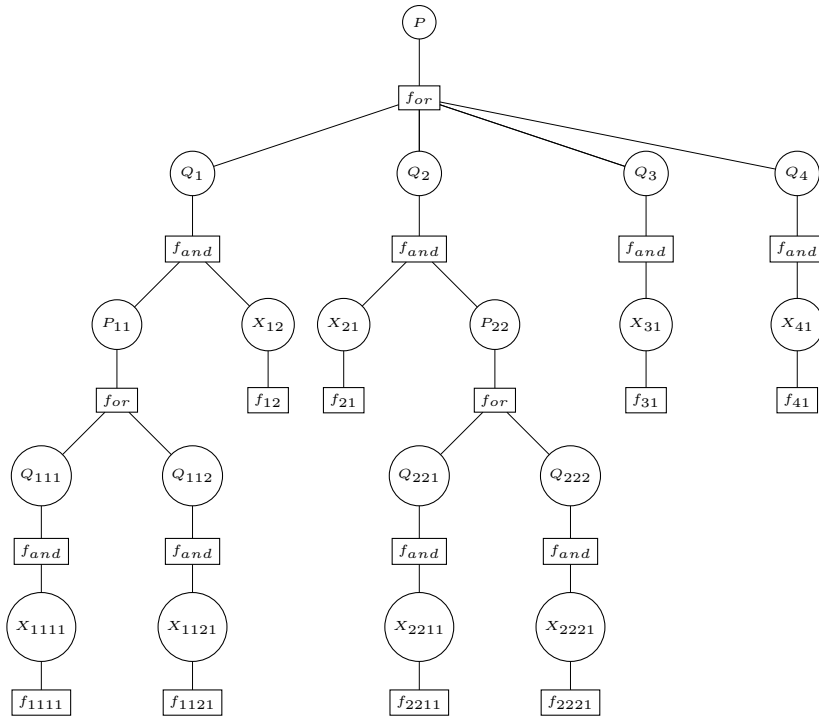 P
f_or
Q_1 Q_2 Q_3 Q_4
f_and f_and f_and f_and
P_11 X_12 X_21 P_22 X_31 X_41
f_or f_12 f_21 f_or f_31 f_41
Q_111 Q_112 Q_221 Q_222
f_and f_and f_and f_and
X_1111 X_1121 X_2211 X_2221
f_1111 f_1121 f_2211 f_2221